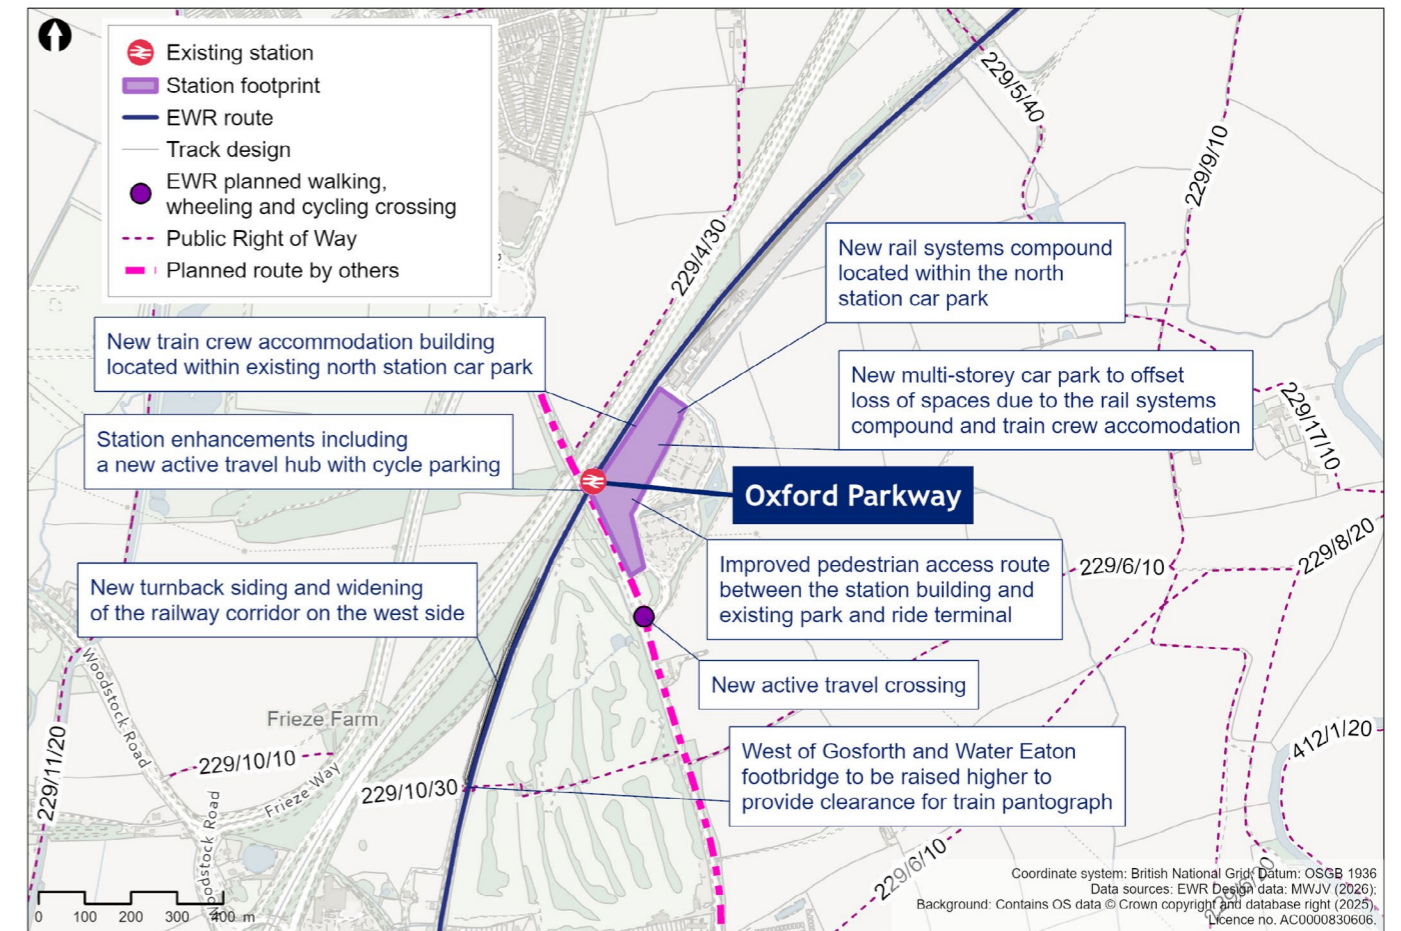 Existing station
Station footprint
EWR route
Track design
EWR planned walking,
wheeling and cycling crossing
Public Right of Way
Planned route by others
229/5/40
229/9/10
229/4/30
New rail systems compound
located within the north
station car park
New train crew accommodation building
located within existing north station car park
New multi-storey car park to offset
loss of spaces due to the rail systems
compound and train crew accomodation
229/17/10
Station enhancements including
a new active travel hub with cycle parking
Oxford Parkway
229/8/20
Improved pedestrian access route
between the station building and
existing park and ride terminal
229/6/10
New turnback siding and widening
of the railway corridor on the west side
New active travel crossing
Woodstock Road
Frieze Farm
229/11/20
229/10/10
Frieze Way
229/10/30
West of Gosforth and Water Eaton
footbridge to be raised higher to
provide clearance for train pantograph
412/1/20
Woodstock Road
229/6/10
0 100 200 300 400 m
Coordinate system: British National Grid; Datum: OSGB 1936
Data sources: EWR Design data: MWJV (2026);
Background: Contains OS data © Crown copyright and database right (2025).
Licence no. AC0000830606.